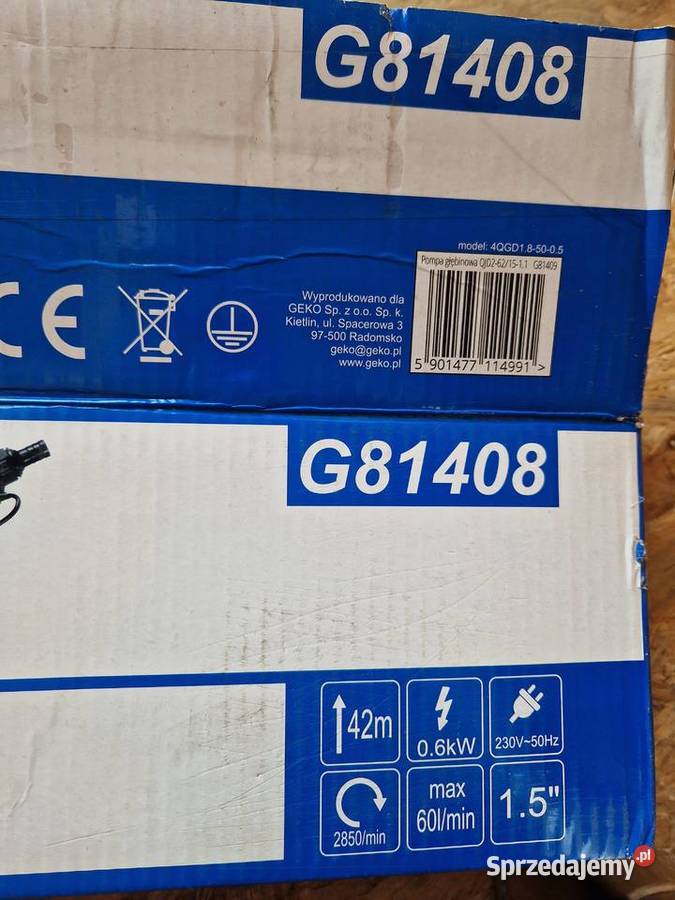 G81408
model: 4QGD1.8-50-0.5
Pompa głębinowa QJD2-62/15-1.1 G81409
5 901477 114991 >
CE
Wyprodukowano dla
GEKO Sp. z o.o. Sp. k.
Kietlin, ul. Spacerowa 3
97-500 Radomsko
geko@geko.pl
www.geko.pl
G81408
42m
0.6kW
230V~50Hz
2850/min
max
60l/min
1.5"
Sprzedajemy.pl